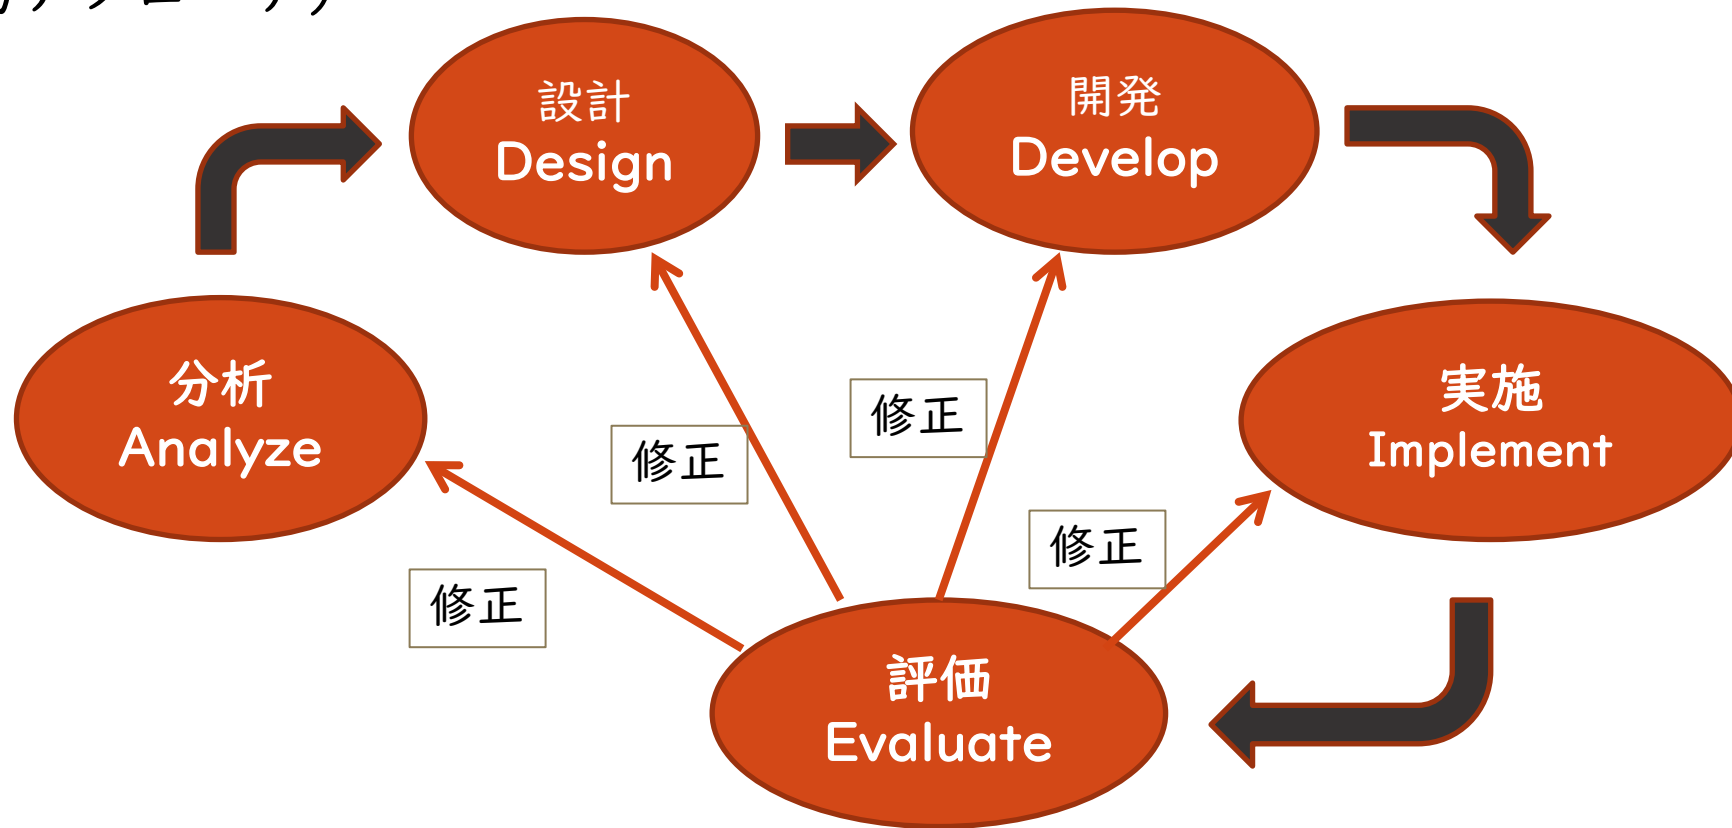 設計
Design
開発
Develop
分析
Analyze
実施
Implement
修正
修正
修正
修正
評価
Evaluate